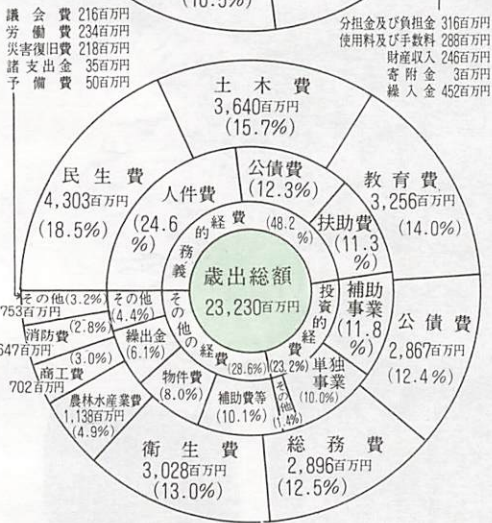 (10.5%)
議会費 216百万円
労働費 234百万円
災害復旧費 218百万円
諸支出金 35百万円
予備費 50百万円
分担金及び負担金 316百万円
使用料及び手数料 288百万円
財産収入 246百万円
寄附金 3百万円
繰入金 452百万円
土木費
3,640百万円
(15.7%)
教育費
3,256百万円
(14.0%)
公債費
2,867百万円
(12.4%)
総務費
2,896百万円
(12.5%)
衛生費
3,028百万円
(13.0%)
農林水産業費
1,138百万円
(4.9%)
商工費
(3.0%)
702百万円
消防費
(2.8%)
647百万円
その他(3.2%)
753百万円
民生費
4,303百万円
(18.5%)
人件費
(24.6
%)
公債費
(12.3%)
扶助費
(11.3
%)
補助
事業
(11.8
%)
単独
事業
(10.0%)
その他
(1.4%)
補助費等
(10.1%)
物件費
(8.0%)
繰出金
(6.1%)
その他
(4.4%)
義務的経費
(48.2
%)
投資的経費
(23.2%)
その他の経費
(28.6%)
歳出総額
23,230百万円